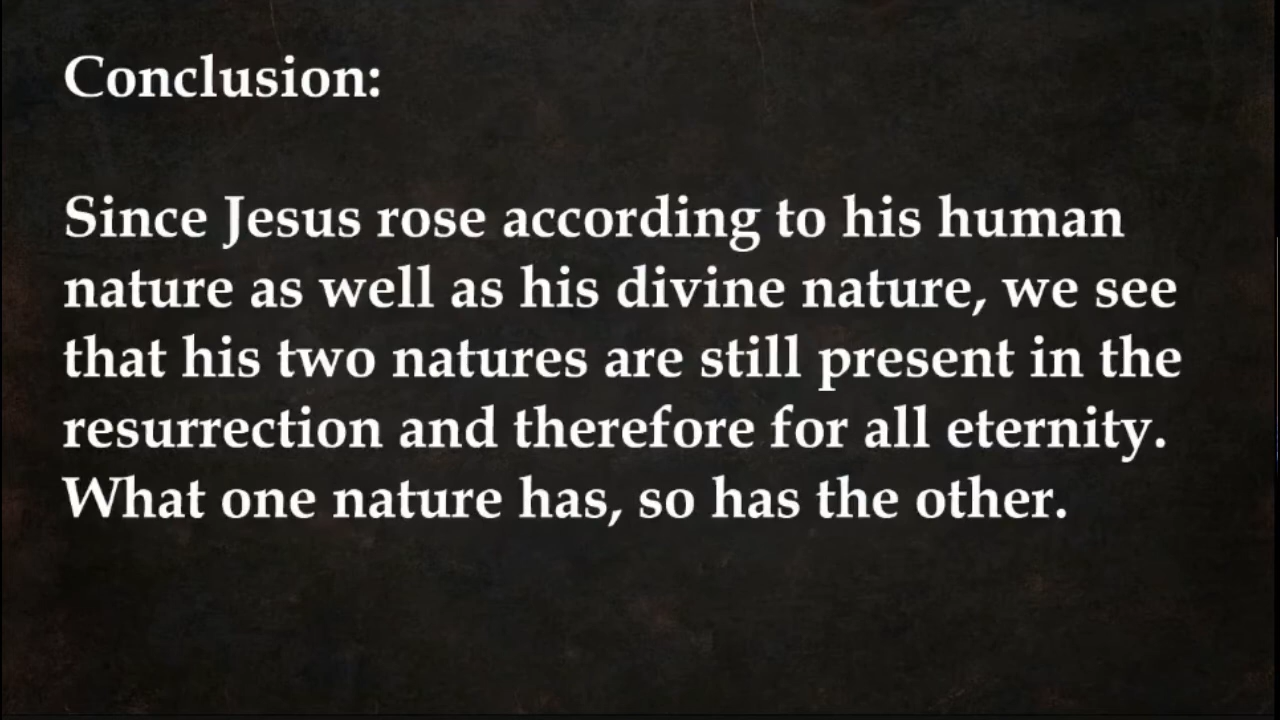 Conclusion:
Since Jesus rose according to his human
nature as well as his divine nature, we see
that his two natures are still present in the
resurrection and therefore for all eternity.
What one nature has, so has the other.